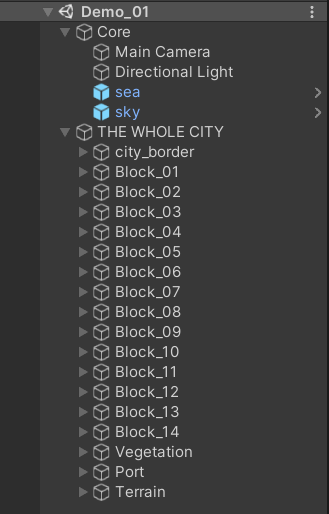 Demo_01
Core
Main Camera
Directional Light
sea
sky
THE WHOLE CITY
city_border
Block_01
Block_02
Block_03
Block_04
Block_05
Block_06
Block_07
Block_08
Block_09
Block_10
Block_11
Block_12
Block_13
Block_14
Vegetation
Port
Terrain